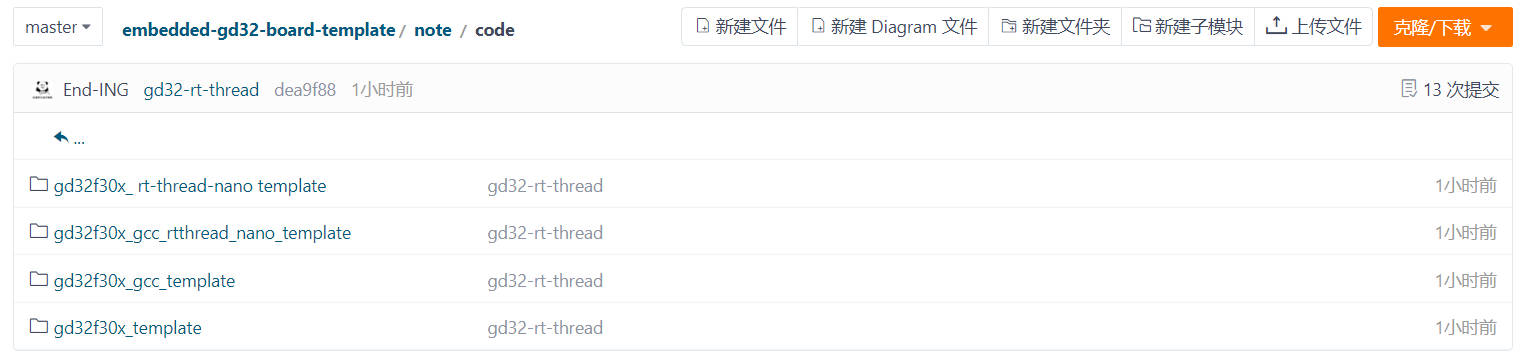 master embedded-gd32-board-template / note / code 新建文件 新建 Diagram 文件 新建文件夹 新建子模块 上传文件 克隆/下载
End-ING gd32-rt-thread dea9f88 1小时前 13 次提交
...
gd32f30x_ rt-thread-nano template gd32-rt-thread 1小时前
gd32f30x_gcc_rtthread_nano_template gd32-rt-thread 1小时前
gd32f30x_gcc_template gd32-rt-thread 1小时前
gd32f30x_template gd32-rt-thread 1小时前